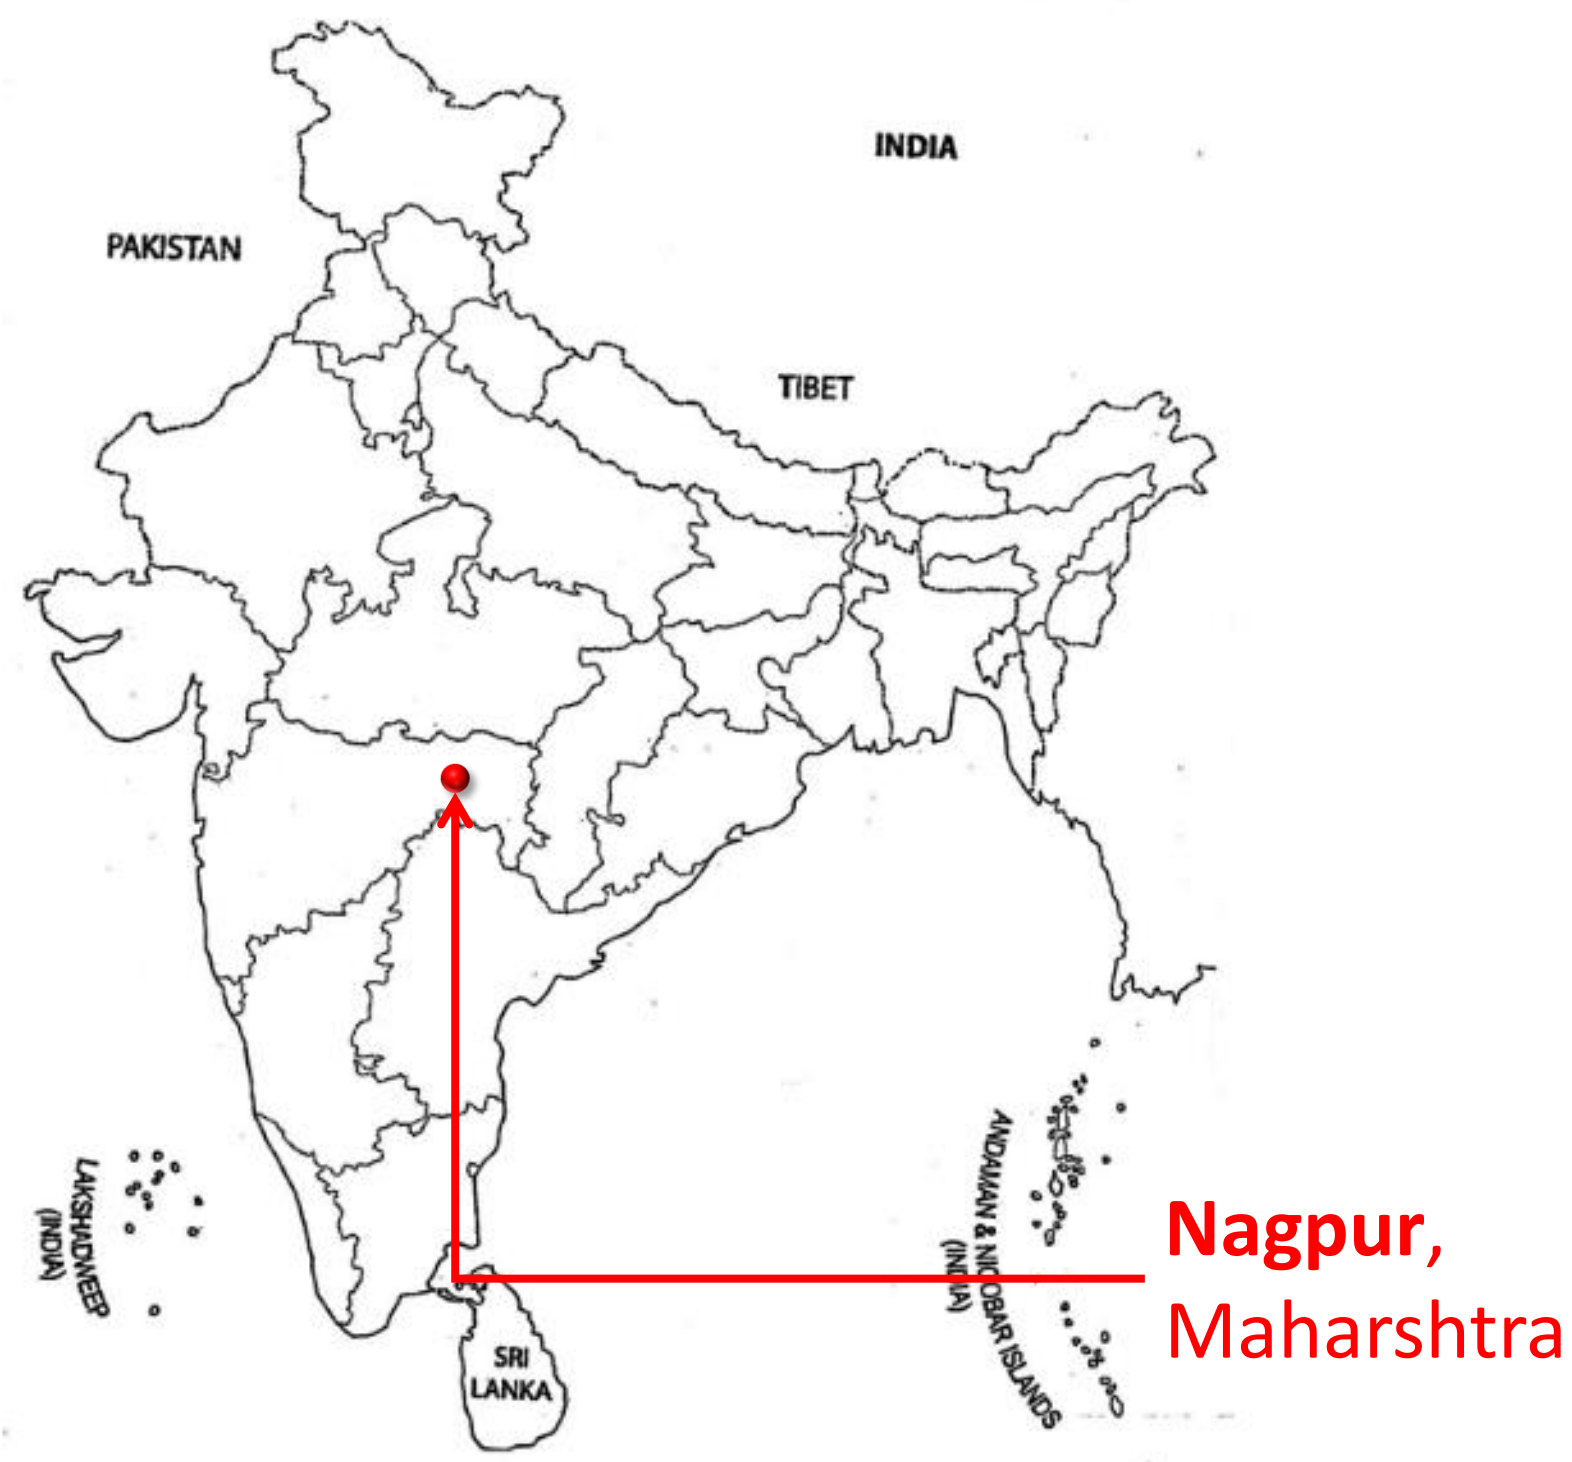 INDIA
PAKISTAN
TIBET
LAKSHADWEEP
(INDIA)
ANDAMAN & NICOBAR ISLANDS
(INDIA)
Nagpur,
Maharshtra
SRI
LANKA